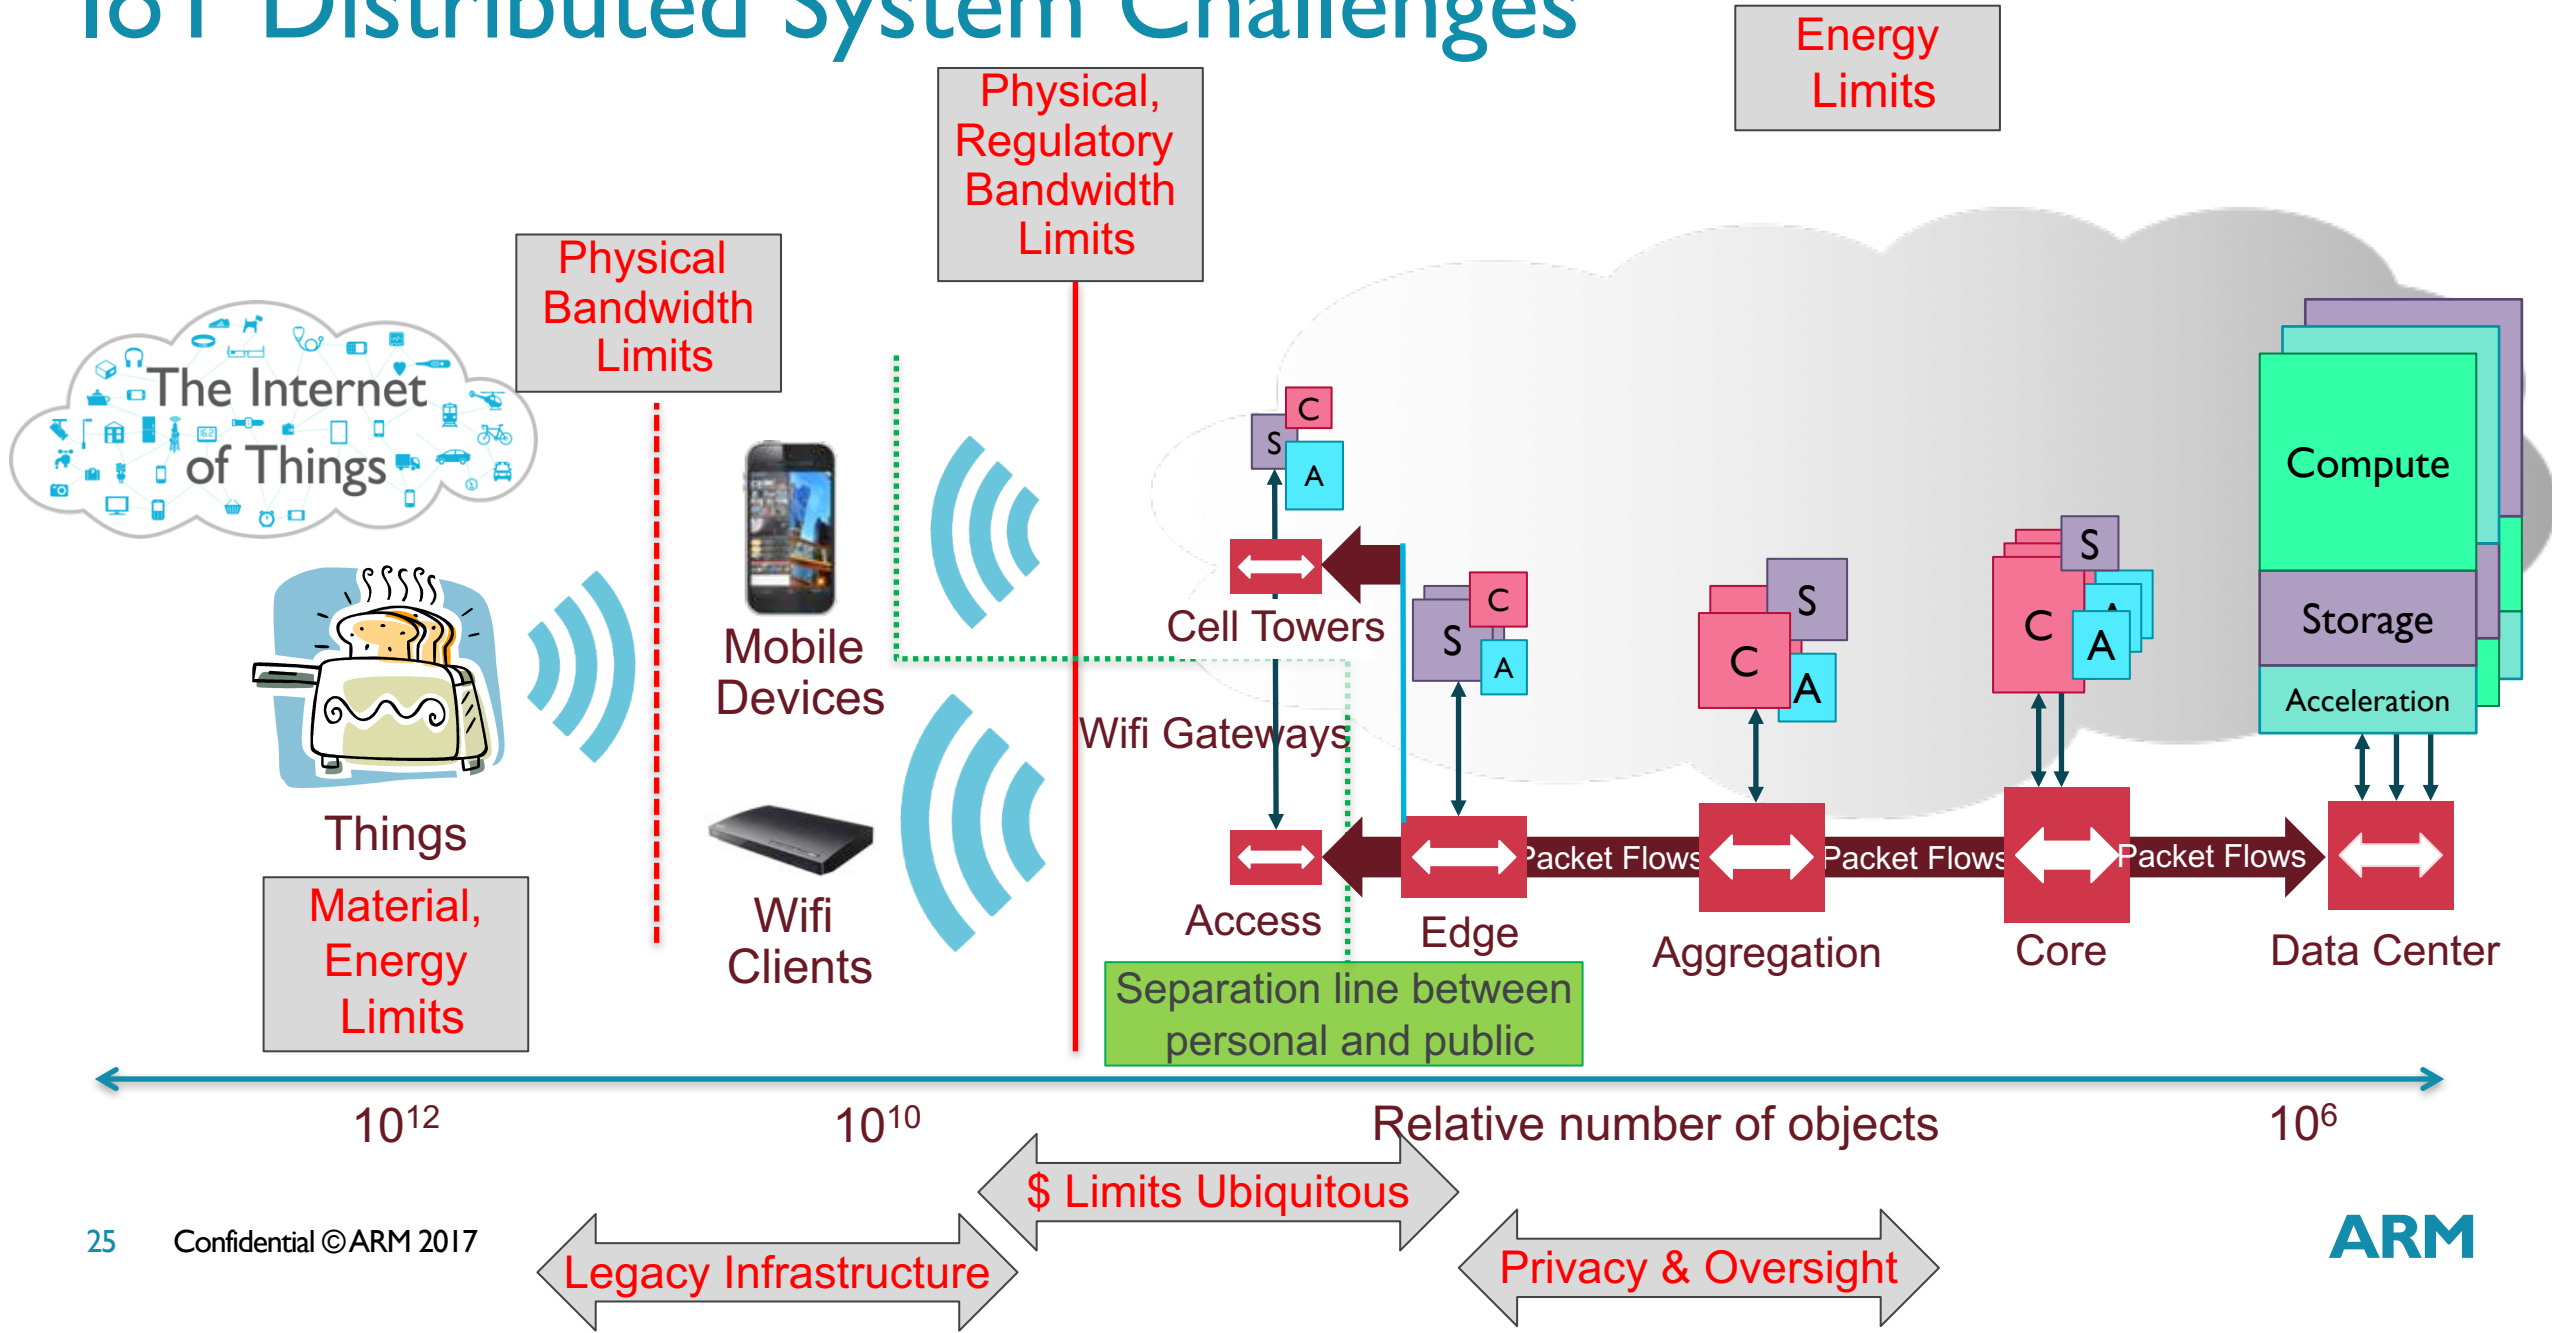 IoT Distributed System Challenges
Energy
Limits
Physical,
Regulatory
Bandwidth
Limits
Physical
Bandwidth
Limits
The Internet
of Things
C
S
A
Cell Towers
C
S
A
S
C
A
S
C
A
A
Compute
Storage
Acceleration
Mobile
Devices
Wifi Gateways
Things
Wifi
Clients
Packet Flows
Packet Flows
Packet Flows
Access
Edge
Aggregation
Core
Data Center
Material,
Energy
Limits
Separation line between
personal and public
10¹²
10¹⁰
Relative number of objects
10⁶
$ Limits Ubiquitous
Legacy Infrastructure
Privacy & Oversight
25
Confidential © ARM 2017
ARM